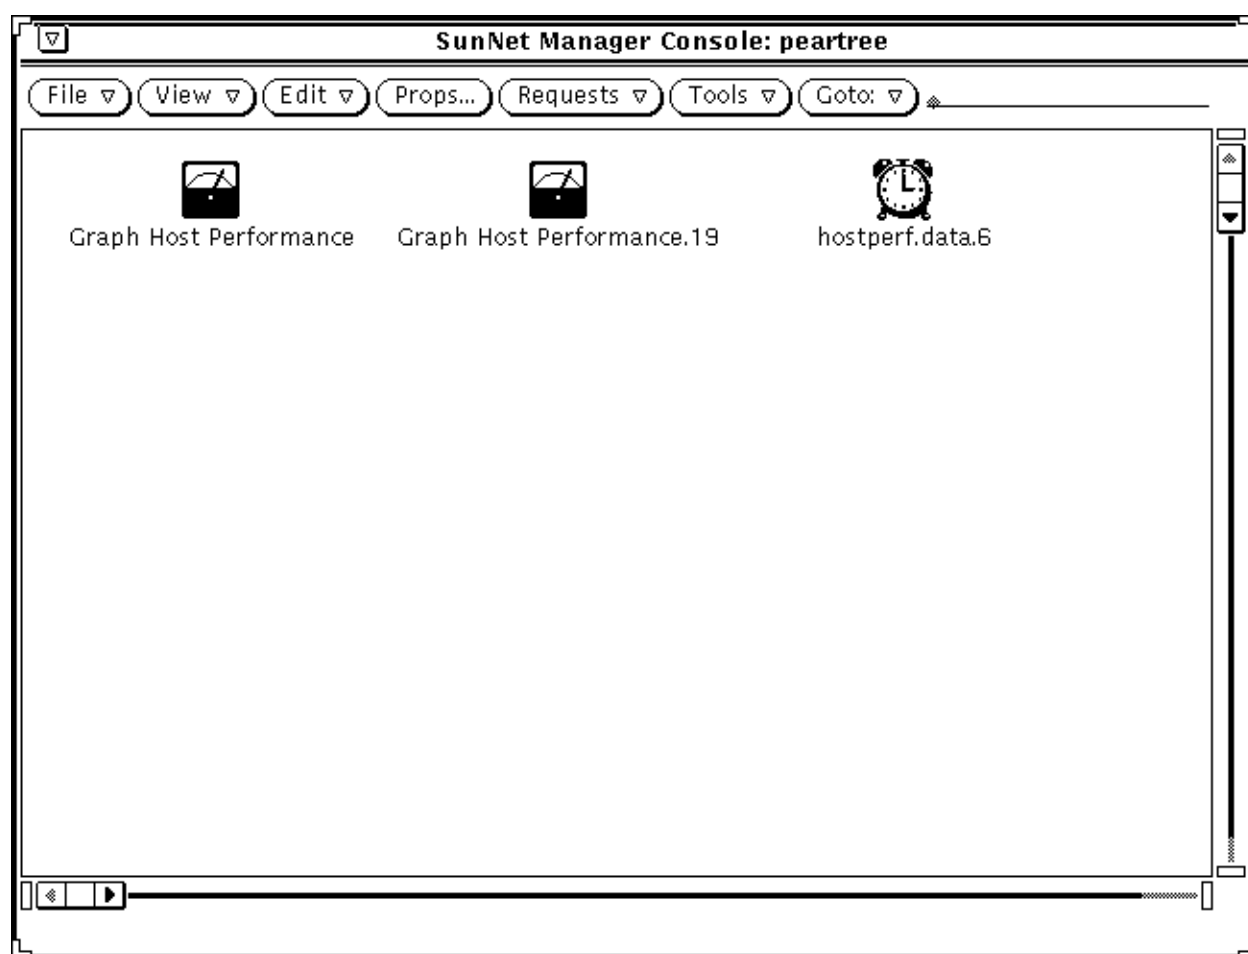 SunNet Manager Console: peartree
File View Edit Props... Requests Tools Goto:
Graph Host Performance Graph Host Performance.19 hostperf.data.6